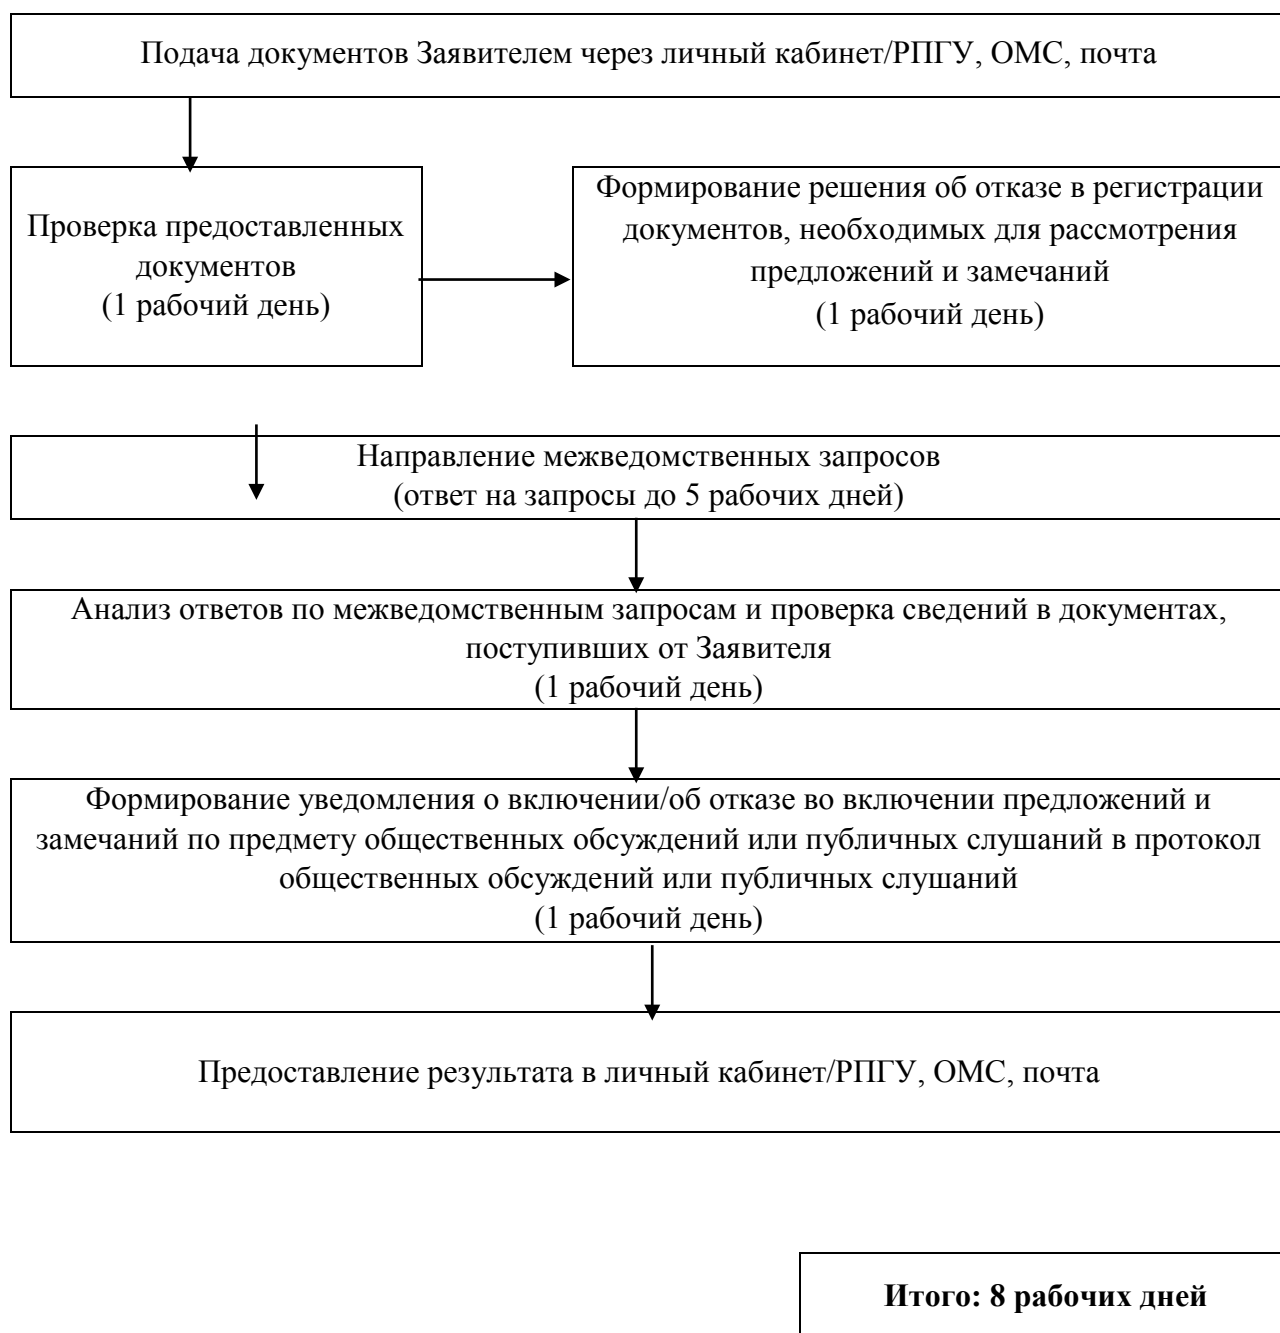 Подача документов Заявителем через личный кабинет/РПГУ, ОМС, почта
Проверка предоставленных
документов
(1 рабочий день)
Формирование решения об отказе в регистрации
документов, необходимых для рассмотрения
предложений и замечаний
(1 рабочий день)
Направление межведомственных запросов
(ответ на запросы до 5 рабочих дней)
Анализ ответов по межведомственным запросам и проверка сведений в документах,
поступивших от Заявителя
(1 рабочий день)
Формирование уведомления о включении/об отказе во включении предложений и
замечаний по предмету общественных обсуждений или публичных слушаний в протокол
общественных обсуждений или публичных слушаний
(1 рабочий день)
Предоставление результата в личный кабинет/РПГУ, ОМС, почта
Итого: 8 рабочих дней